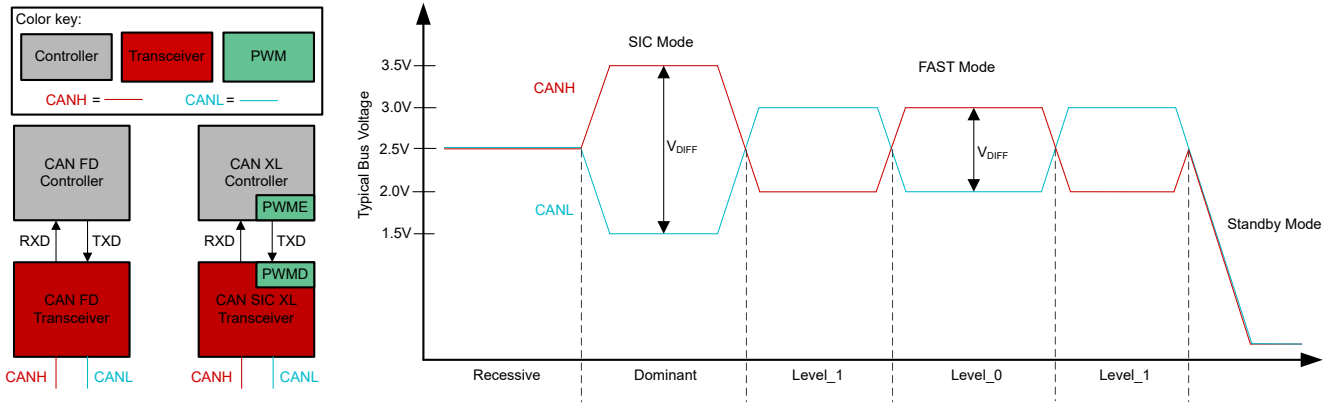 Color key:
Controller
Transceiver
PWM
CANH =
CANL=
CAN FD
Controller
RXD
TXD
CAN FD
Transceiver
CANH
CANL
CAN XL
Controller
PWME
RXD
TXD
PWMD
CAN SIC XL
Transceiver
CANH
CANL
Typical Bus Voltage
3.5V
3.0V
2.5V
2.0V
1.5V
SIC Mode
FAST Mode
CANH
CANL
VDIFF
VDIFF
Standby Mode
Recessive
Dominant
Level_1
Level_0
Level_1